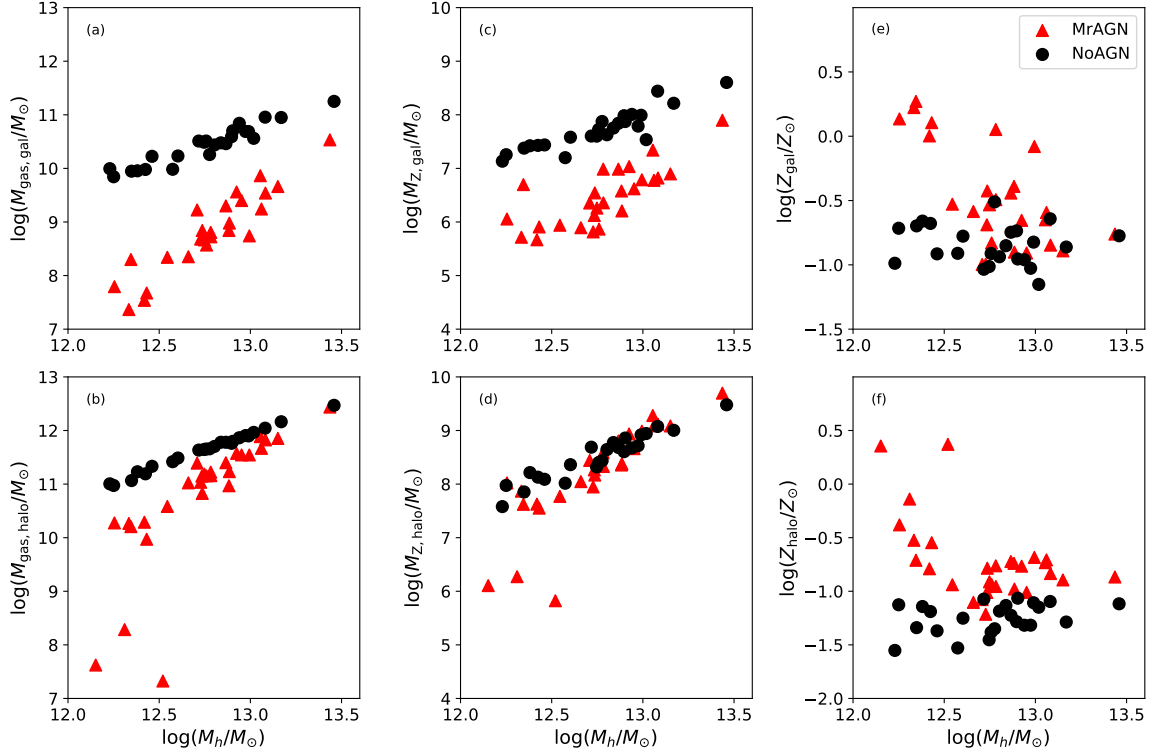 (a)
log(M_gas, gal/M_⊙)
13
12
11
10
9
8
7
12.0 12.5 13.0 13.5
(c)
log(M_Z, gal/M_⊙)
10
9
8
7
6
5
4
12.0 12.5 13.0 13.5
(e)
MrAGN
NoAGN
log(Z_gal/Z_⊙)
0.5
0.0
−0.5
−1.0
−1.5
12.0 12.5 13.0 13.5
(b)
log(M_gas, halo/M_⊙)
13
12
11
10
9
8
7
12.0 12.5 13.0 13.5
log(M_h/M_⊙)
(d)
log(M_Z, halo/M_⊙)
10
9
8
7
6
5
4
12.0 12.5 13.0 13.5
log(M_h/M_⊙)
(f)
log(Z_halo/Z_⊙)
0.5
0.0
−0.5
−1.0
−1.5
−2.0
12.0 12.5 13.0 13.5
log(M_h/M_⊙)